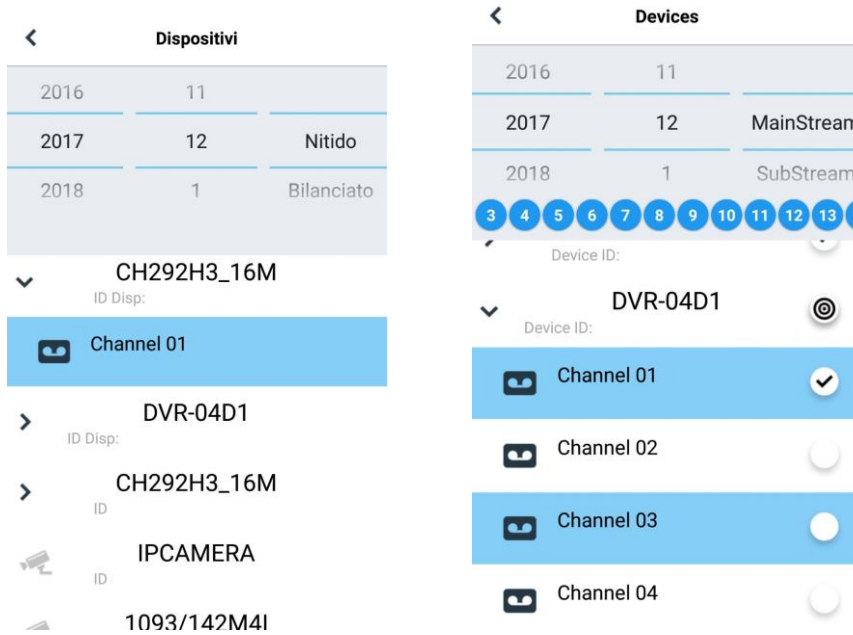 Dispositivi
2016 11
2017 12 Nitido
2018 1 Bilanciato
CH292H3_16M
ID Disp:
Channel 01
DVR-04D1
ID Disp:
CH292H3_16M
ID
IPCAMERA
ID
1093/142M4I
Devices
2016 11
2017 12 MainStream
2018 1 SubStream
3 4 5 6 7 8 9 10 11 12 13
Device ID:
DVR-04D1
Device ID:
Channel 01
Channel 02
Channel 03
Channel 04